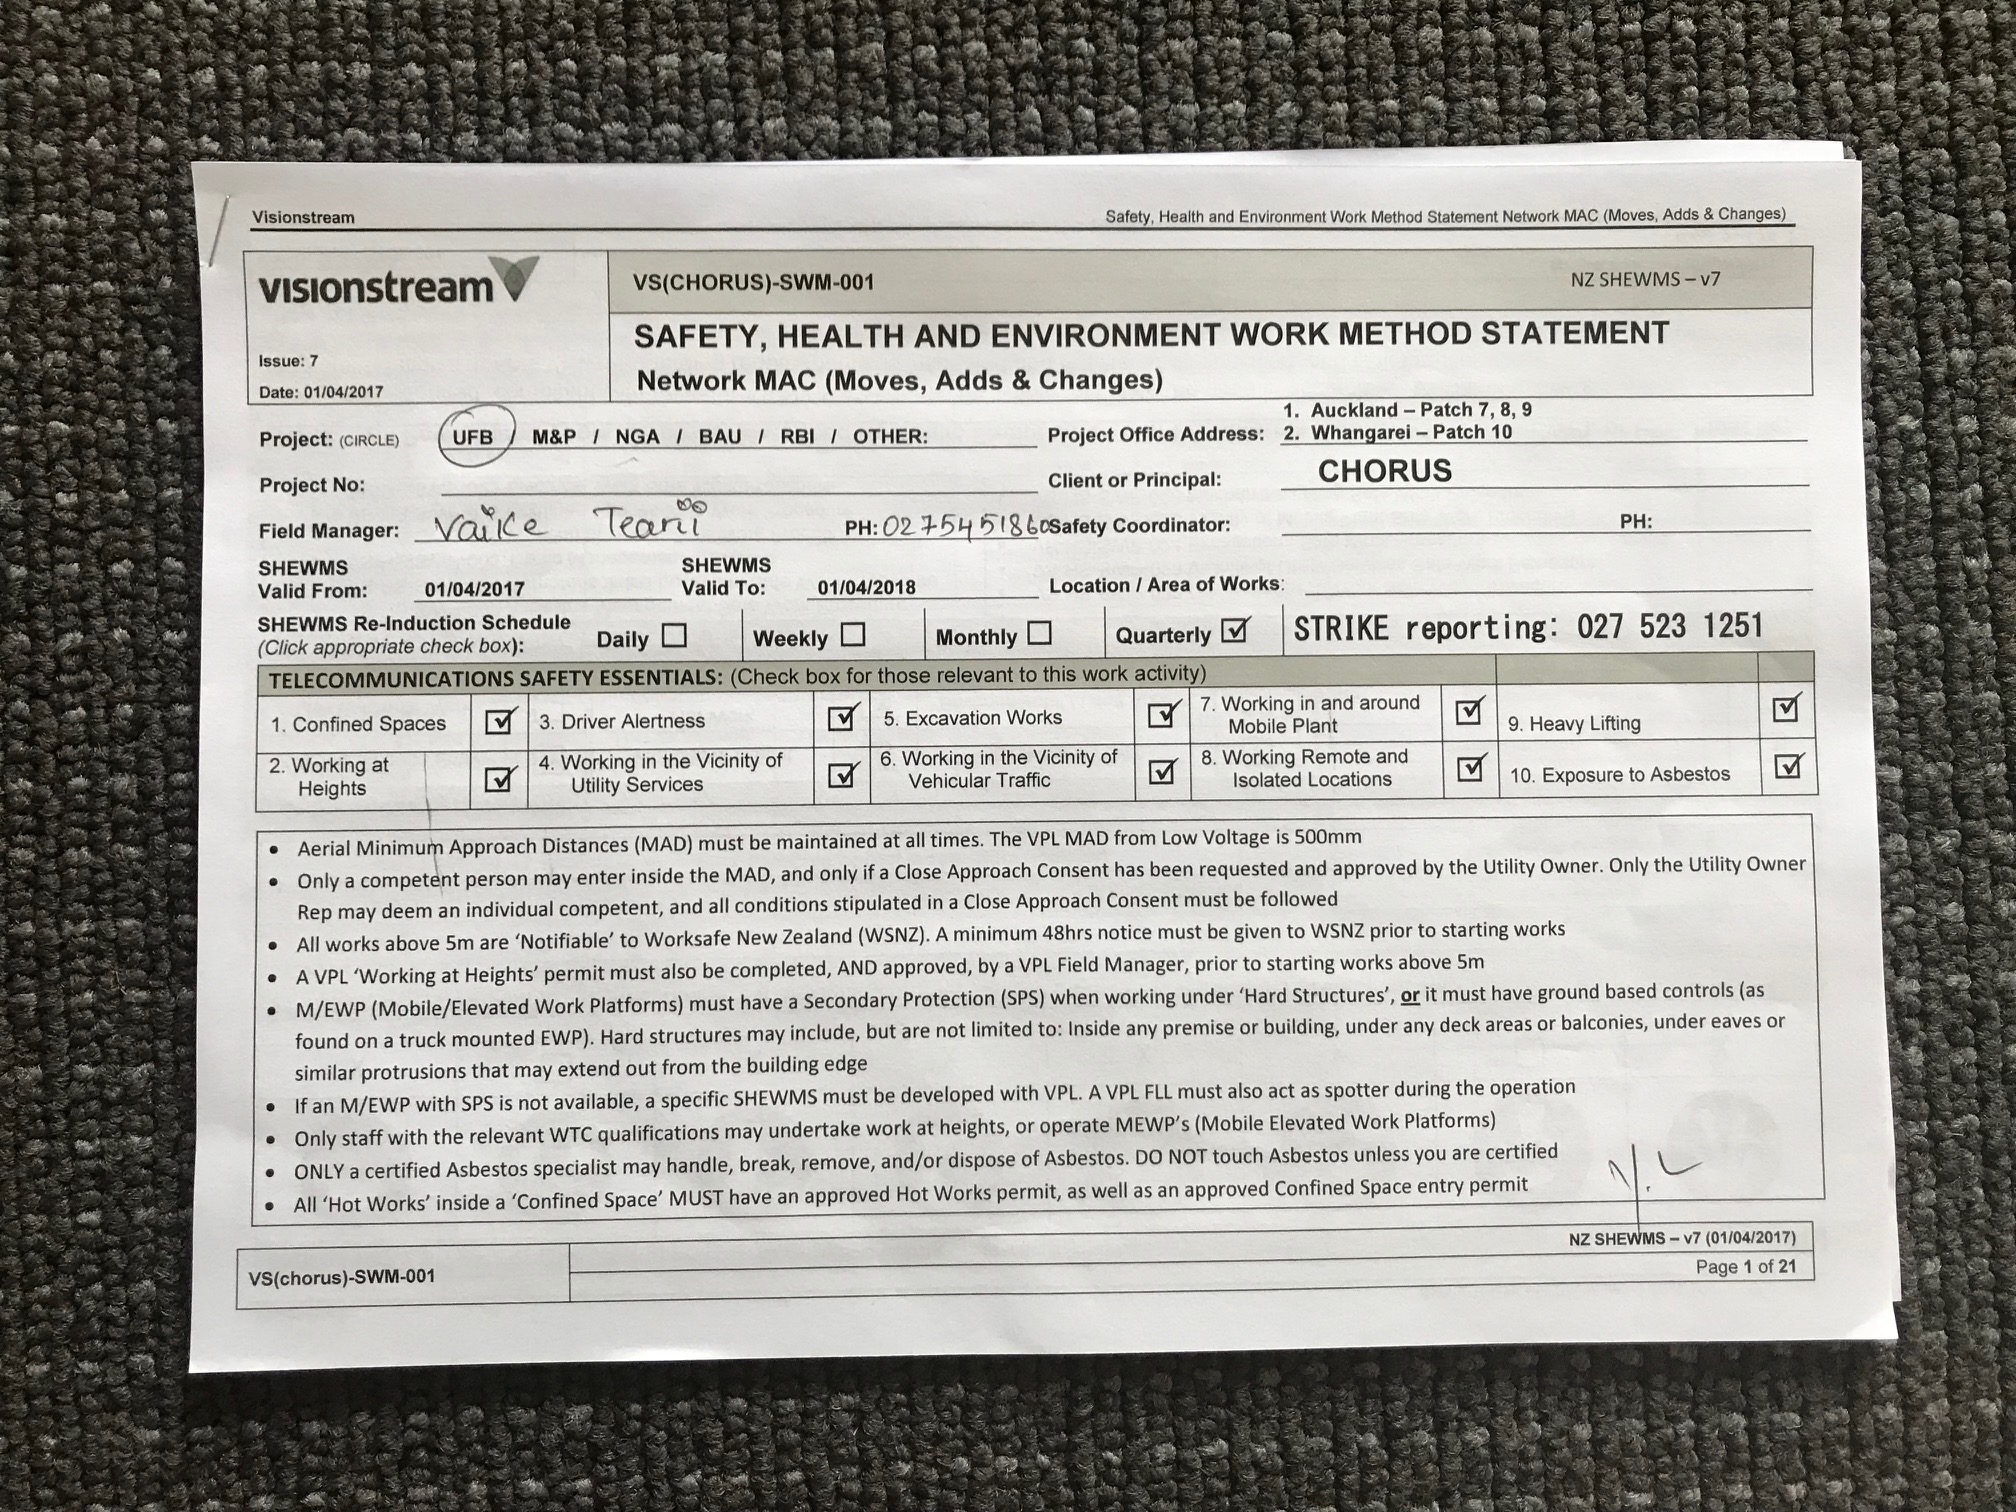 Visionstream Safety, Health and Environment Work Method Statement Network MAC (Moves, Adds & Changes)
VISIONstream
VS(CHORUS)-SWM-001 NZ SHEWMS – v7
SAFETY, HEALTH AND ENVIRONMENT WORK METHOD STATEMENT
Network MAC (Moves, Adds & Changes)
Issue: 7
Date: 01/04/2017
Project: (CIRCLE) UFB / M&P / NGA / BAU / RBI / OTHER:
Project Office Address:
1. Auckland – Patch 7, 8, 9
2. Whangarei – Patch 10
Project No:
Client or Principal: CHORUS
Field Manager: PH: 0275451860
Safety Coordinator: PH:
SHEWMS
Valid From: 01/04/2017
SHEWMS
Valid To: 01/04/2018
Location / Area of Works:
SHEWMS Re-Induction Schedule
(Click appropriate check box):
Daily ☐ Weekly ☐ Monthly ☐ Quarterly ☑ STRIKE reporting: 027 523 1251
TELECOMMUNICATIONS SAFETY ESSENTIALS: (Check box for those relevant to this work activity)
1. Confined Spaces ☑ 3. Driver Alertness ☑ 5. Excavation Works ☑ 7. Working in and around Mobile Plant ☑ 9. Heavy Lifting ☑
2. Working at Heights ☑ 4. Working in the Vicinity of Utility Services ☑ 6. Working in the Vicinity of Vehicular Traffic ☑ 8. Working Remote and Isolated Locations ☑ 10. Exposure to Asbestos ☑
• Aerial Minimum Approach Distances (MAD) must be maintained at all times. The VPL MAD from Low Voltage is 500mm
• Only a competent person may enter inside the MAD, and only if a Close Approach Consent has been requested and approved by the Utility Owner. Only the Utility Owner
Rep may deem an individual competent, and all conditions stipulated in a Close Approach Consent must be followed
• All works above 5m are ‘Notifiable’ to Worksafe New Zealand (WSNZ). A minimum 48hrs notice must be given to WSNZ prior to starting works
• A VPL ‘Working at Heights’ permit must also be completed, AND approved, by a VPL Field Manager, prior to starting works above 5m
• M/EWP (Mobile/Elevated Work Platforms) must have a Secondary Protection (SPS) when working under ‘Hard Structures’, or it must have ground based controls (as
found on a truck mounted EWP). Hard structures may include, but are not limited to: Inside any premise or building, under any deck areas or balconies, under eaves or
similar protrusions that may extend out from the building edge
• If an M/EWP with SPS is not available, a specific SHEWMS must be developed with VPL. A VPL FLL must also act as spotter during the operation
• Only staff with the relevant WTC qualifications may undertake work at heights, or operate MEWP’s (Mobile Elevated Work Platforms)
• ONLY a certified Asbestos specialist may handle, break, remove, and/or dispose of Asbestos. DO NOT touch Asbestos unless you are certified
• All ‘Hot Works’ inside a ‘Confined Space’ MUST have an approved Hot Works permit, as well as an approved Confined Space entry permit
NZ SHEWMS – v7 (01/04/2017)
VS(chorus)-SWM-001 Page 1 of 21